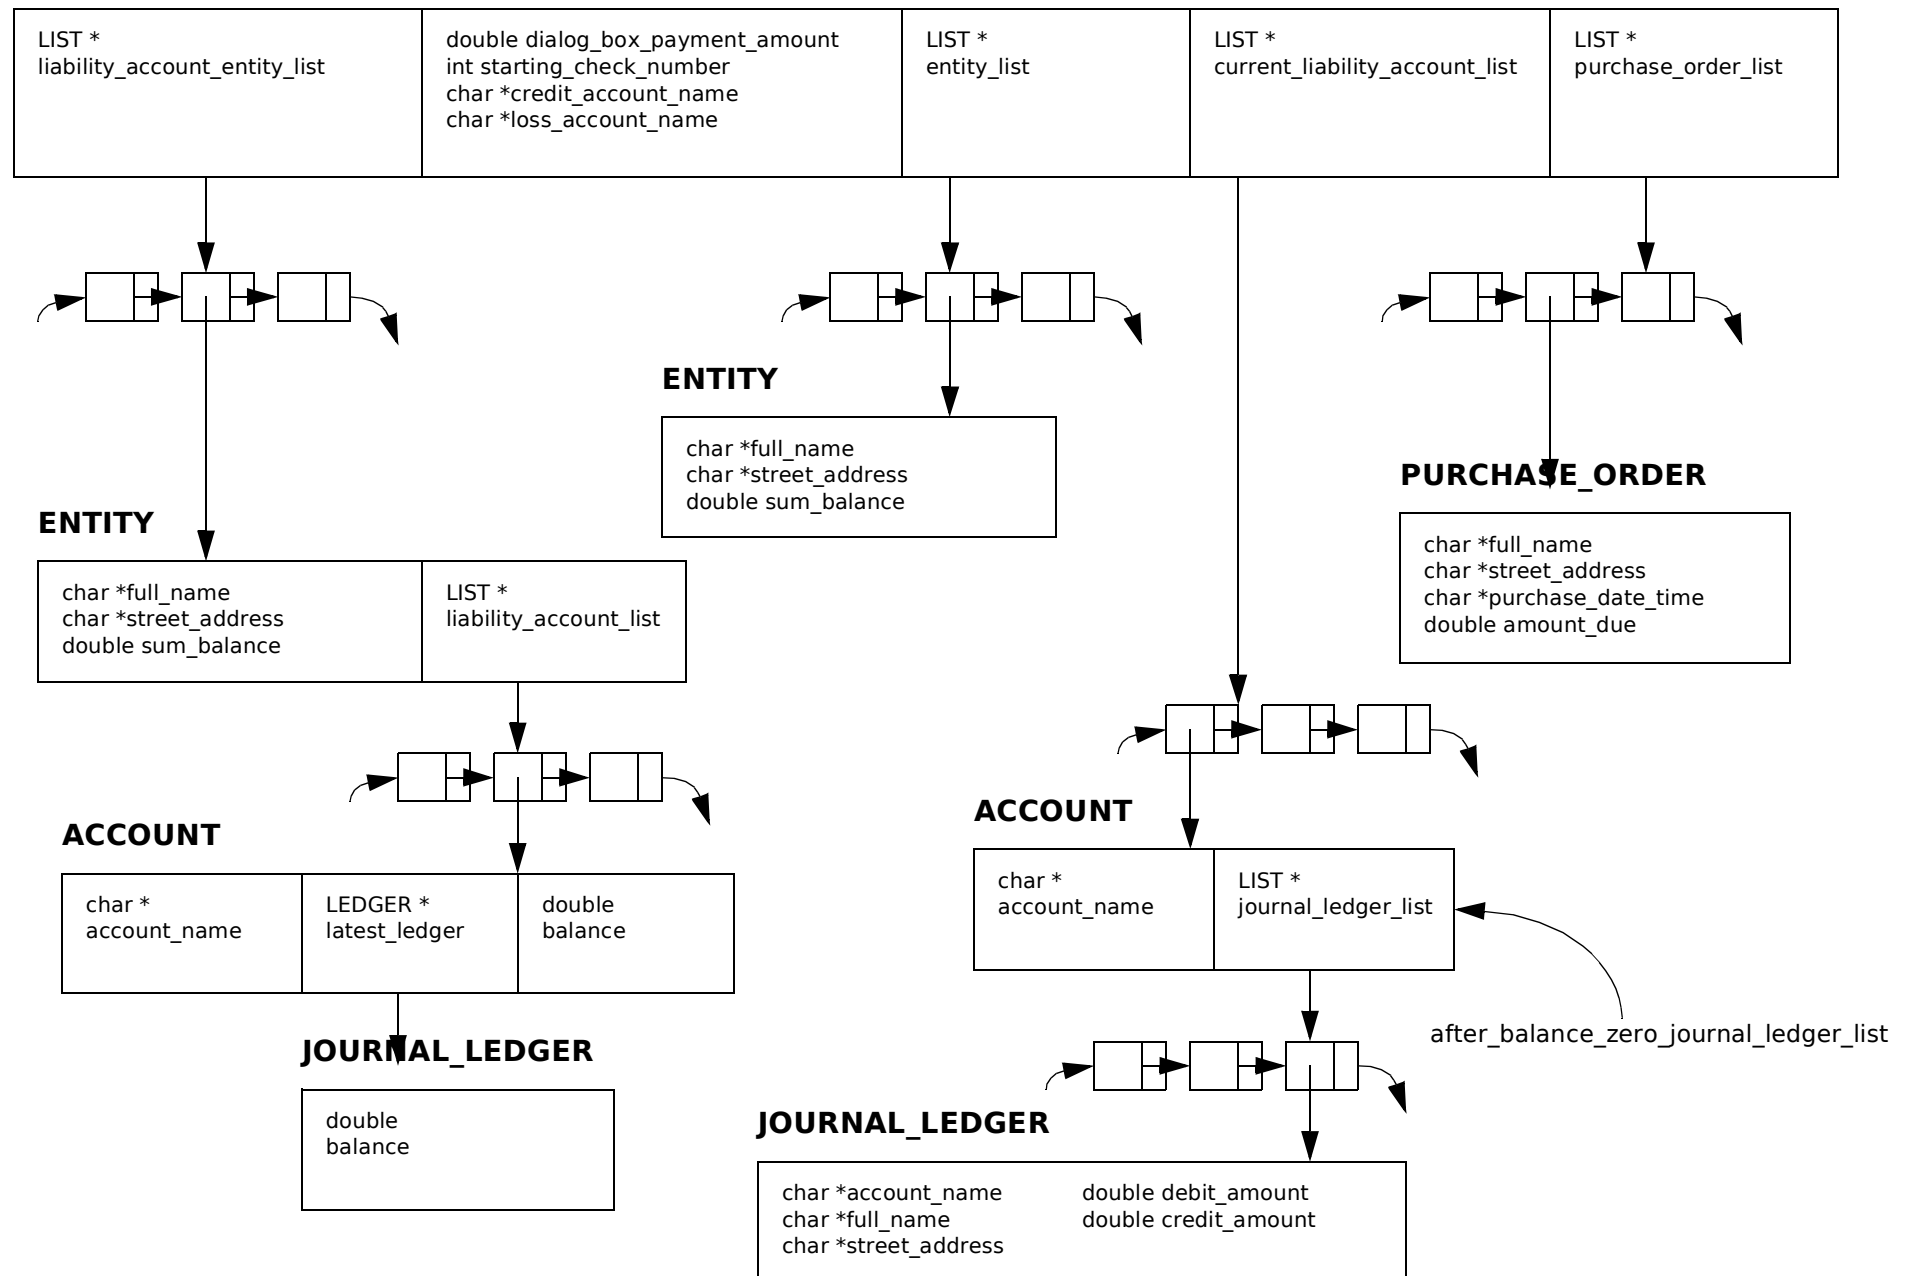 LIST *
liability_account_entity_list
double dialog_box_payment_amount
int starting_check_number
char *credit_account_name
char *loss_account_name
LIST *
entity_list
LIST *
current_liability_account_list
LIST *
purchase_order_list
ENTITY
char *full_name
char *street_address
double sum_balance
PURCHASE_ORDER
char *full_name
char *street_address
char *purchase_date_time
double amount_due
ENTITY
char *full_name
char *street_address
double sum_balance
LIST *
liability_account_list
ACCOUNT
char *
account_name
LEDGER *
latest_ledger
double
balance
ACCOUNT
char *
account_name
LIST *
journal_ledger_list
after_balance_zero_journal_ledger_list
JOURNAL_LEDGER
double
balance
JOURNAL_LEDGER
char *account_name
char *full_name
char *street_address
double debit_amount
double credit_amount